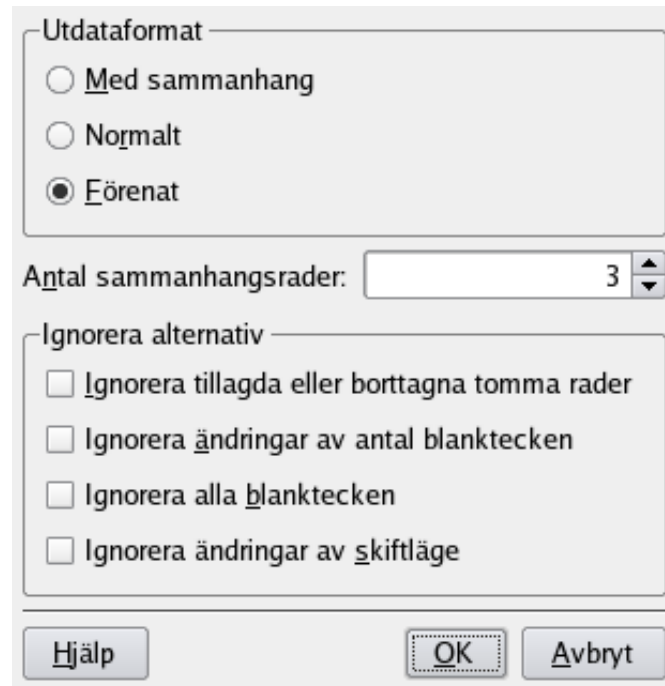 Utdataformat
Med sammanhang
Normalt
Förenat
Antal sammanhangsrader: 3
Ignorera alternativ
Ignorera tillagda eller borttagna tomma rader
Ignorera ändringar av antal blanktecken
Ignorera alla blanktecken
Ignorera ändringar av skiftläge
Hjälp OK Avbryt